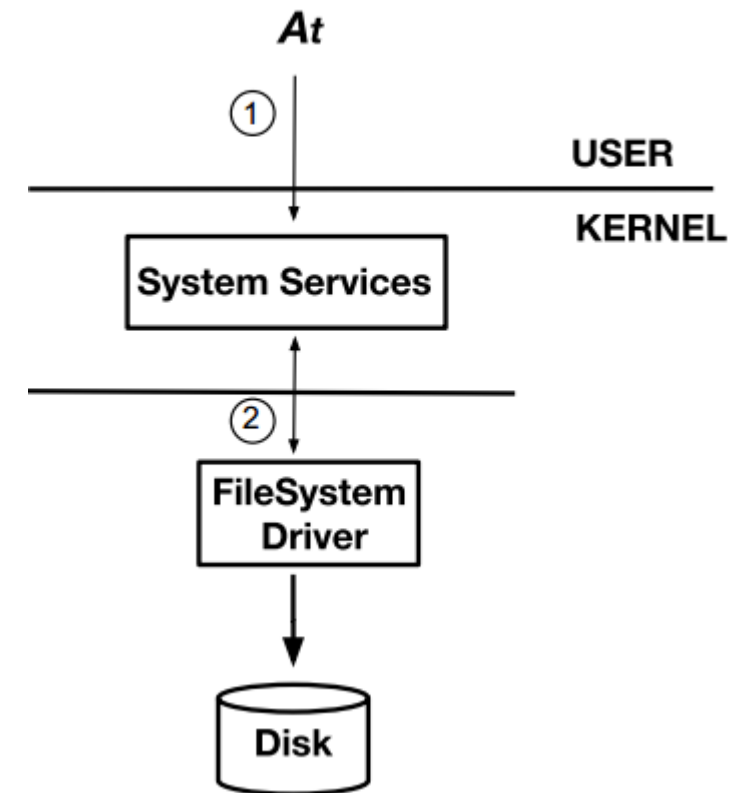 At
1
USER
KERNEL
System Services
2
FileSystem
Driver
Disk